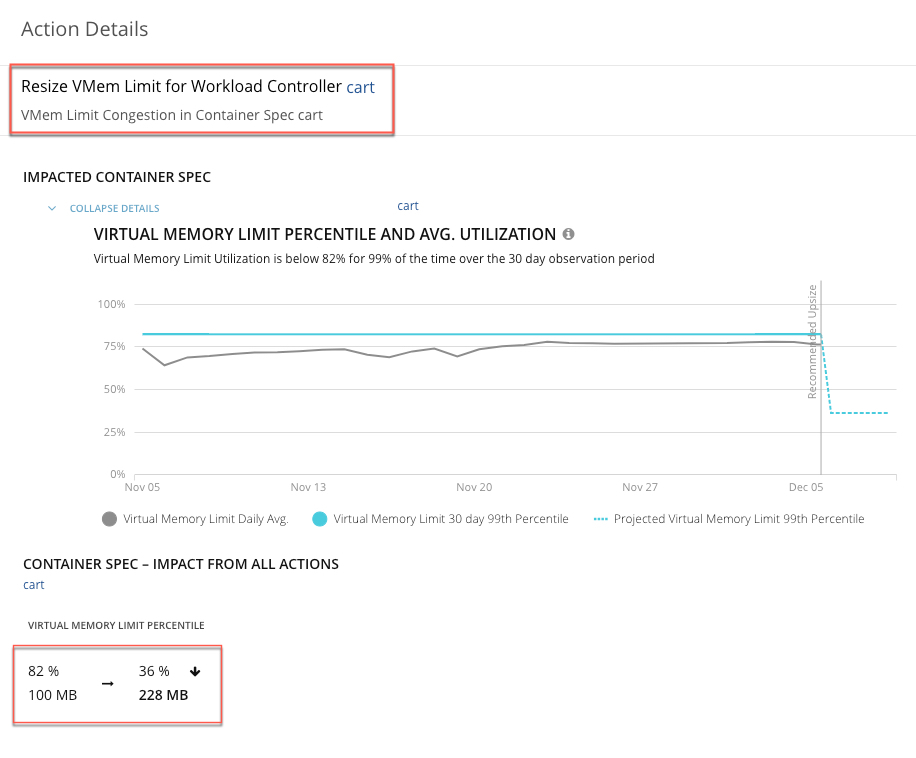 Action Details
Resize VMem Limit for Workload Controller cart
VMem Limit Congestion in Container Spec cart
IMPACTED CONTAINER SPEC
COLLAPSE DETAILS
cart
VIRTUAL MEMORY LIMIT PERCENTILE AND AVG. UTILIZATION
Virtual Memory Limit Utilization is below 82% for 99% of the time over the 30 day observation period
100%
75%
50%
25%
0%
Recommended Upsize
Nov 05
Nov 13
Nov 20
Nov 27
Dec 05
Virtual Memory Limit Daily Avg.
Virtual Memory Limit 30 day 99th Percentile
Projected Virtual Memory Limit 99th Percentile
CONTAINER SPEC – IMPACT FROM ALL ACTIONS
cart
VIRTUAL MEMORY LIMIT PERCENTILE
82 % → 36 %
100 MB 228 MB